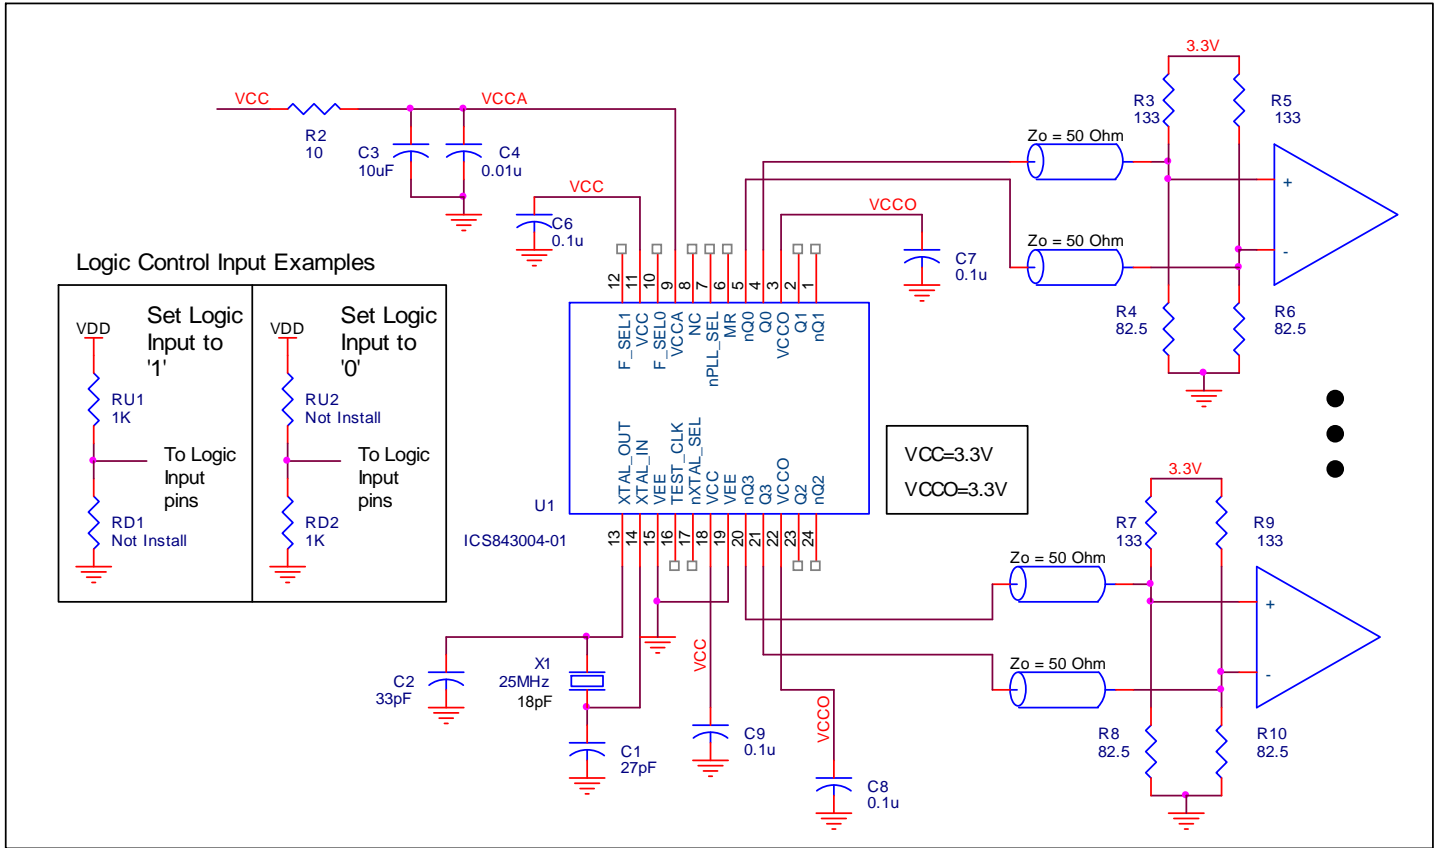 3.3V
VCC
R2
10
VCCA
C3
10uF
C4
0.01u
VCC
C6
0.1u
VCCO
C7
0.1u
Zo = 50 Ohm
Zo = 50 Ohm
R3
133
R5
133
+
-
R4
82.5
R6
82.5
Logic Control Input Examples
Set Logic
Input to
'1'
VDD
RU1
1K
To Logic
Input
pins
RD1
Not Install
Set Logic
Input to
'0'
VDD
RU2
Not Install
To Logic
Input
pins
RD2
1K
12 11 10 9 8 7 6 5 4 3 2 1
F_SEL1
VCC
F_SEL0
VCCA
NC
nPLL_SEL
MR
nQ0
Q0
VCCO
Q1
nQ1
XTAL_OUT
XTAL_IN
VEE
TEST_CLK
nXTAL_SEL
VCC
VEE
nQ3
Q3
VCCO
Q2
nQ2
U1
ICS843004-01
13 14 15 16 17 18 19 20 21 22 23 24
VCC=3.3V
VCCO=3.3V
3.3V
R7
133
R9
133
Zo = 50 Ohm
Zo = 50 Ohm
+
-
R8
82.5
R10
82.5
C2
33pF
X1
25MHz
18pF
C1
27pF
VCC
C9
0.1u
VCCO
C8
0.1u